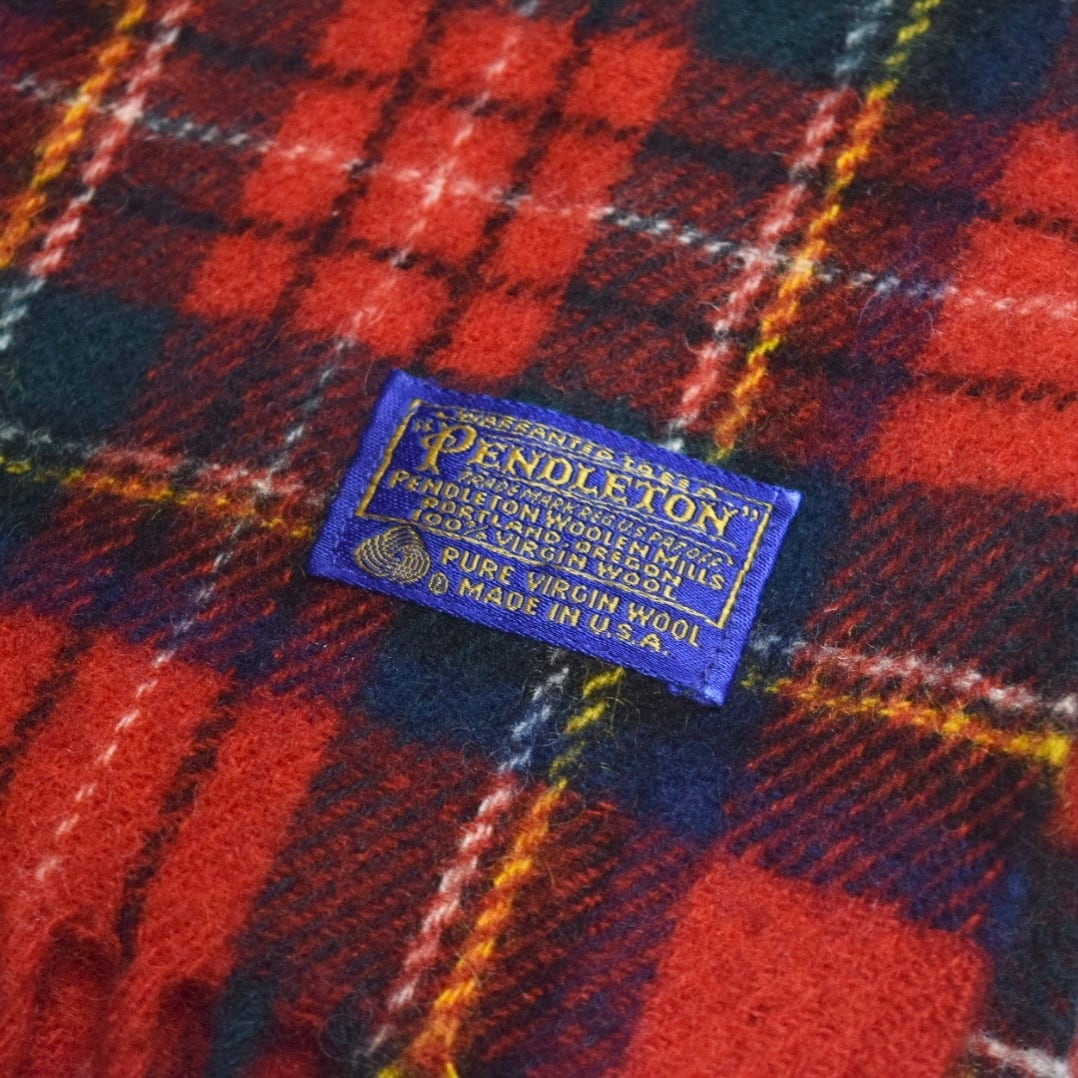 WARRANTED TO BE A
"PENDLETON"
TRADE MARK REG U.S. PAT. OFF.
PENDLETON WOOLEN MILLS
PORTLAND, OREGON
100% VIRGIN WOOL
PURE VIRGIN WOOL
Ⓡ MADE IN U.S.A.